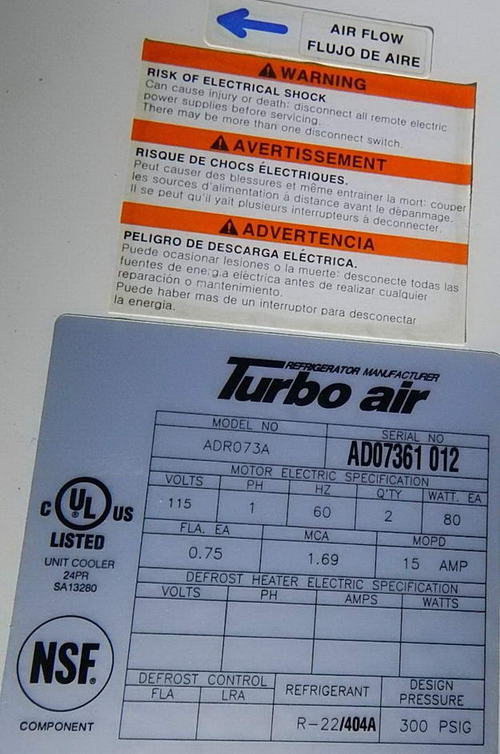 AIR FLOW
FLUJO DE AIRE
WARNING
RISK OF ELECTRICAL SHOCK
Can cause injury or death: disconnect all remote electric
power supplies before servicing.
There may be more than one disconnect switch.
AVERTISSEMENT
RISQUE DE CHOCS ÉLECTRIQUES.
Peut causer des blessures et même entrainer la mort: couper
les sources d'alimentation à distance avant le dépannage.
Il se peut qu'il yait plusieurs interrupteurs à deconnecter.
ADVERTENCIA
PELIGRO DE DESCARGA ELÉCTRICA.
Puede ocasionar lesiones o la muerte: desconecte todas las
fuentes de energ.a eléctrica antes de realizar cualquier
reparación o mantenimiento.
Puede haber mas de un interruptor para desconectar
la energia.
REFRIGERATOR MANUFACTURER
Turbo air
MODEL NO SERIAL NO
ADR073A AD07361 012
MOTOR ELECTRIC SPECIFICATION
VOLTS PH HZ Q'TY WATT. EA
115 1 60 2 80
FLA. EA MCA MOPD
0.75 1.69 15 AMP
DEFROST HEATER ELECTRIC SPECIFICATION
VOLTS PH AMPS WATTS
DEFROST CONTROL REFRIGERANT DESIGN PRESSURE
FLA LRA
R-22/404A 300 PSIG
C UL ® US
LISTED
UNIT COOLER
24PR
SA13280
NSF®
COMPONENT